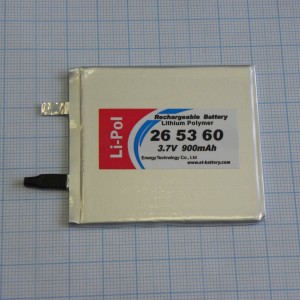 Li-Pol
Rechargeable Battery
Lithium Polymer
26 53 60
3.7V 900mAh
Energy Technology Co., Ltd
www.et-battery.com